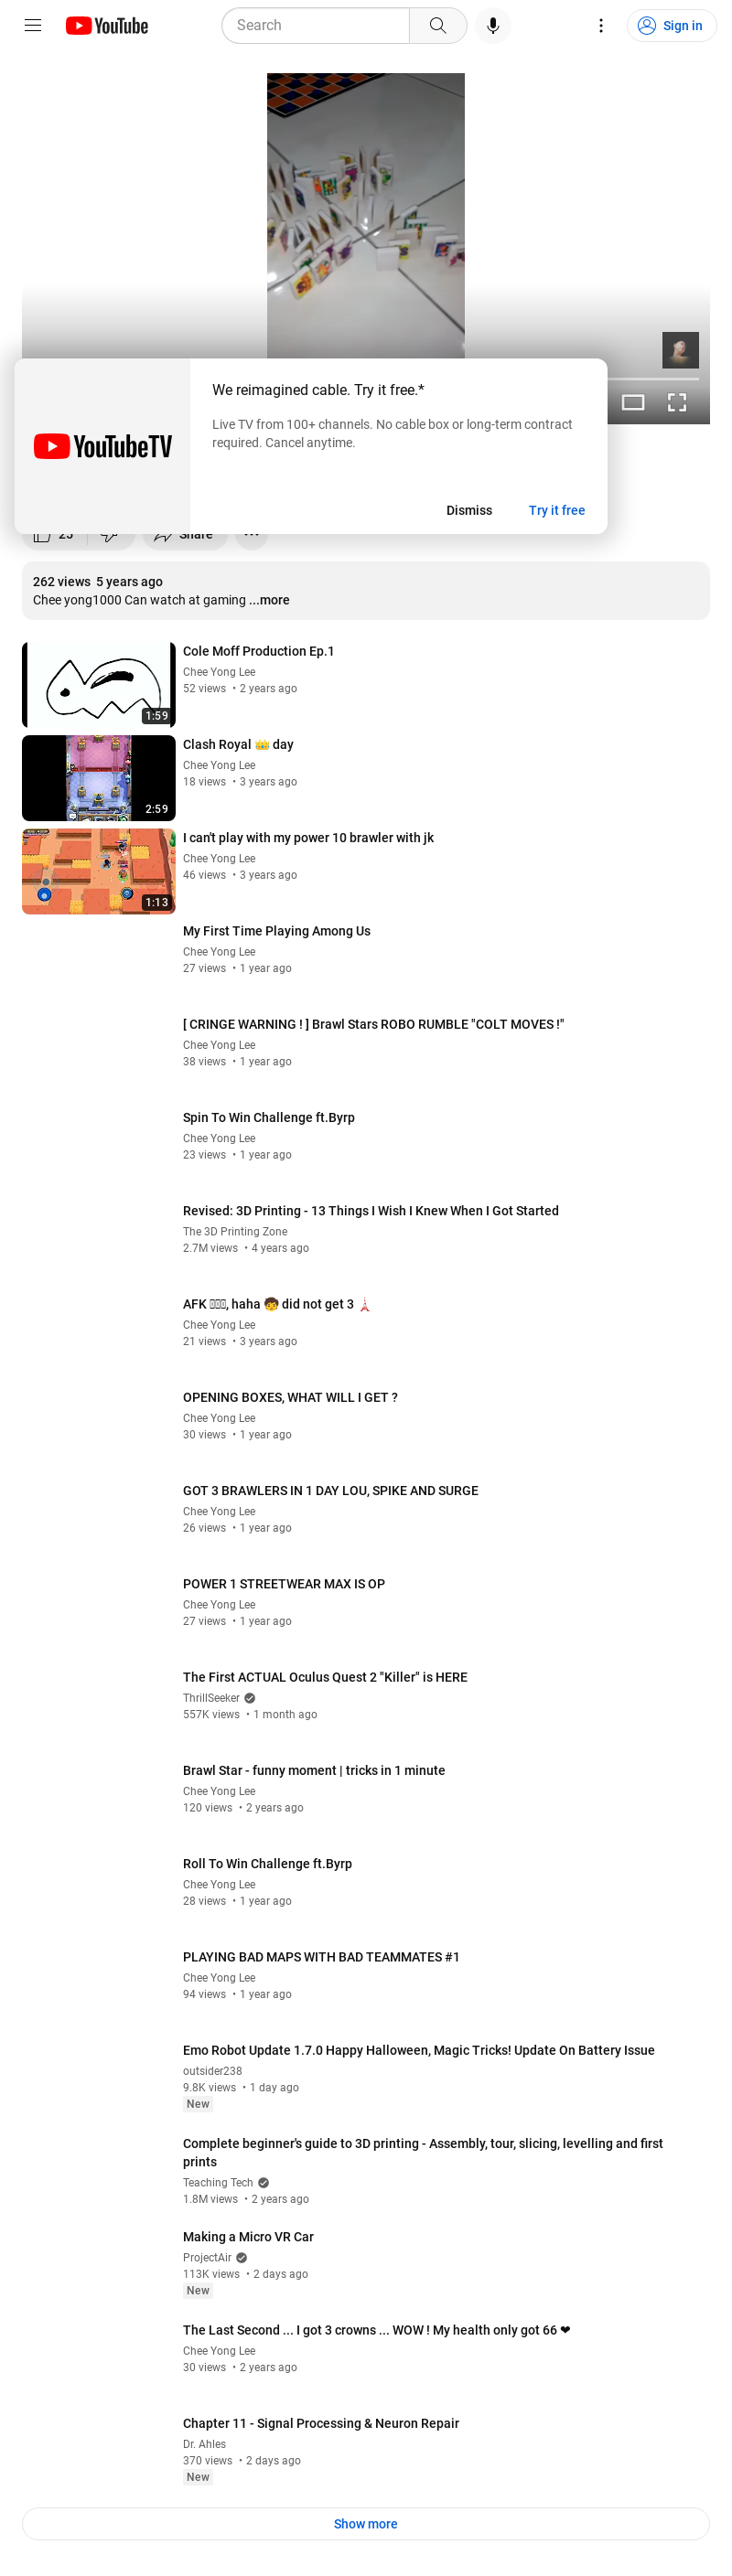 YouTube
Search
Sign in
We reimagined cable. Try it free.*
Live TV from 100+ channels. No cable box or long-term contract
required. Cancel anytime.
YouTubeTV
Dismiss
Try it free
25
Share
262 views 5 years ago
Chee yong1000 Can watch at gaming ...more
Cole Moff Production Ep.1
Chee Yong Lee
52 views • 2 years ago
1:59
Clash Royal 👑 day
Chee Yong Lee
18 views • 3 years ago
2:59
I can't play with my power 10 brawler with jk
Chee Yong Lee
46 views • 3 years ago
1:13
My First Time Playing Among Us
Chee Yong Lee
27 views • 1 year ago
[ CRINGE WARNING ! ] Brawl Stars ROBO RUMBLE "COLT MOVES !"
Chee Yong Lee
38 views • 1 year ago
Spin To Win Challenge ft.Byrp
Chee Yong Lee
23 views • 1 year ago
Revised: 3D Printing - 13 Things I Wish I Knew When I Got Started
The 3D Printing Zone
2.7M views • 4 years ago
AFK , haha 🧒 did not get 3 🗼
Chee Yong Lee
21 views • 3 years ago
OPENING BOXES, WHAT WILL I GET ?
Chee Yong Lee
30 views • 1 year ago
GOT 3 BRAWLERS IN 1 DAY LOU, SPIKE AND SURGE
Chee Yong Lee
26 views • 1 year ago
POWER 1 STREETWEAR MAX IS OP
Chee Yong Lee
27 views • 1 year ago
The First ACTUAL Oculus Quest 2 "Killer" is HERE
ThrillSeeker
557K views • 1 month ago
Brawl Star - funny moment | tricks in 1 minute
Chee Yong Lee
120 views • 2 years ago
Roll To Win Challenge ft.Byrp
Chee Yong Lee
28 views • 1 year ago
PLAYING BAD MAPS WITH BAD TEAMMATES #1
Chee Yong Lee
94 views • 1 year ago
Emo Robot Update 1.7.0 Happy Halloween, Magic Tricks! Update On Battery Issue
outsider238
9.8K views • 1 day ago
New
Complete beginner's guide to 3D printing - Assembly, tour, slicing, levelling and first
prints
Teaching Tech
1.8M views • 2 years ago
Making a Micro VR Car
ProjectAir
113K views • 2 days ago
New
The Last Second ... I got 3 crowns ... WOW ! My health only got 66 ❤
Chee Yong Lee
30 views • 2 years ago
Chapter 11 - Signal Processing & Neuron Repair
Dr. Ahles
370 views • 2 days ago
New
Show more